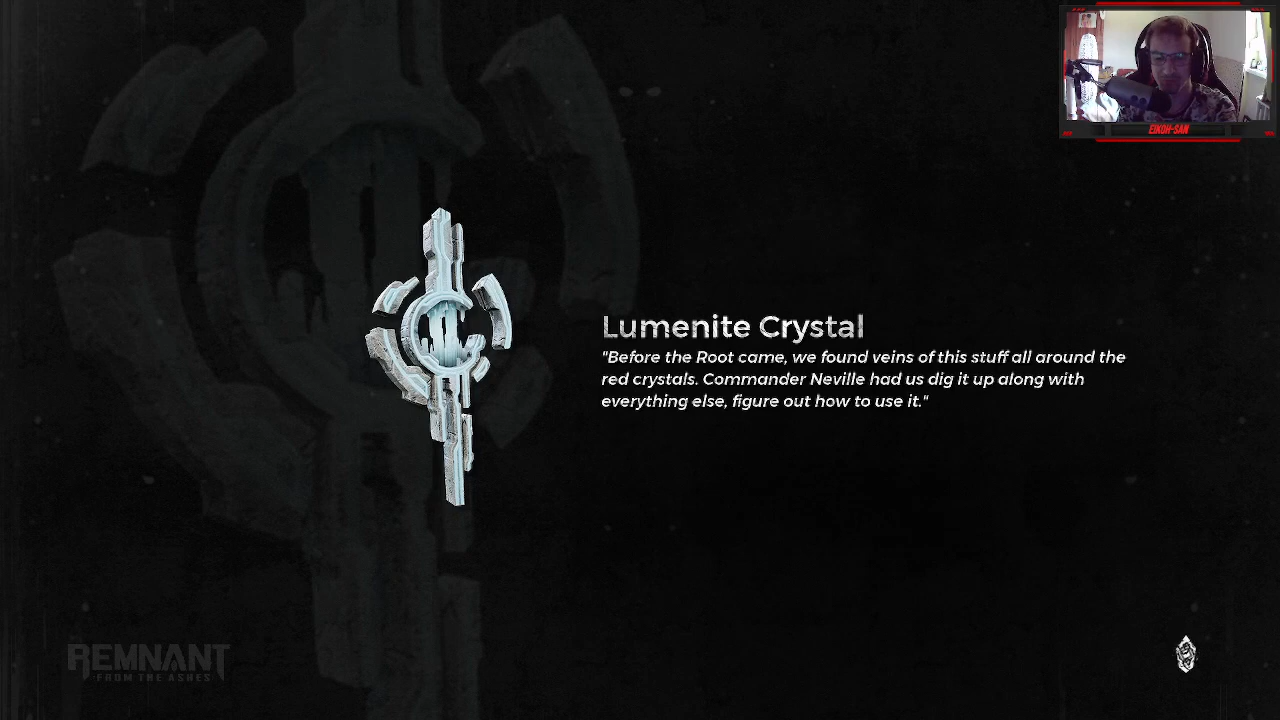 EIKOH-SAN
Lumenite Crystal
"Before the Root came, we found veins of this stuff all around the
red crystals. Commander Neville had us dig it up along with
everything else, figure out how to use it."
REMNANT
FROM THE ASHES